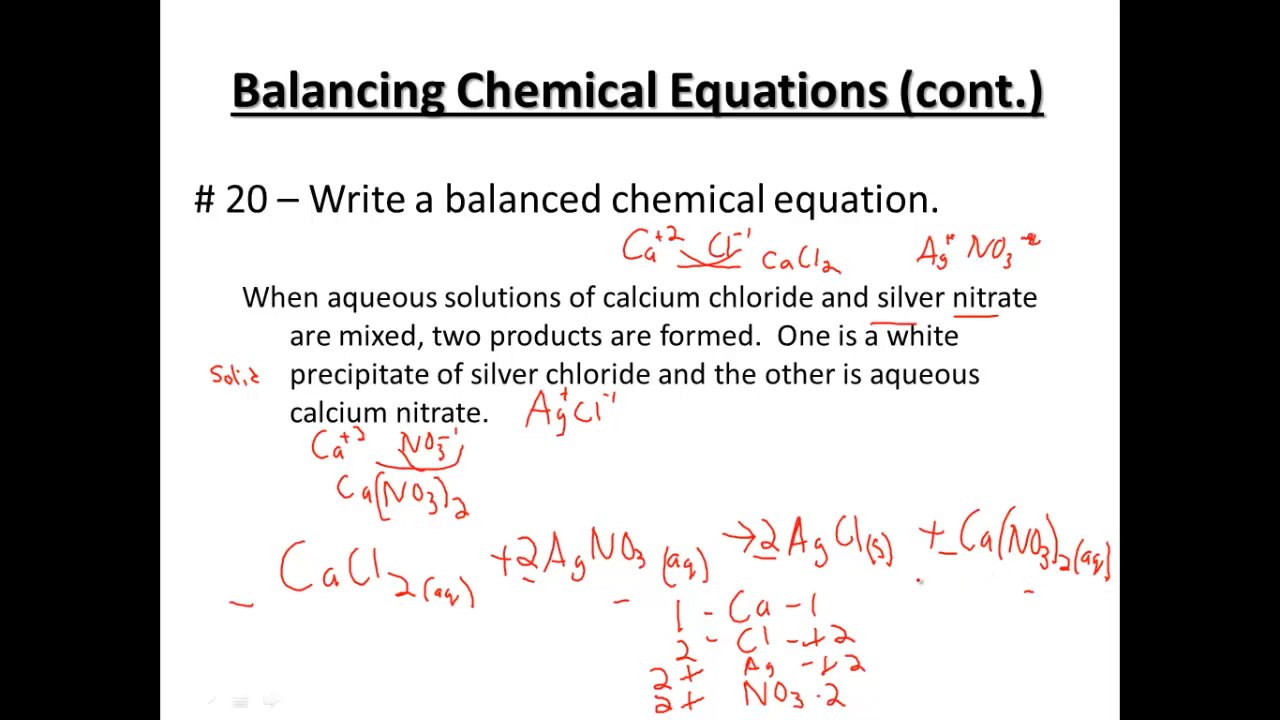 Balancing Chemical Equations (cont.)
# 20 – Write a balanced chemical equation.
Ca+2 Cl-1 CaCl2 Ag+ NO3-
When aqueous solutions of calcium chloride and silver nitrate
are mixed, two products are formed. One is a white
Solid precipitate of silver chloride and the other is aqueous
calcium nitrate. Ag+Cl-1
Ca+2 NO3-1
Ca(NO3)2
CaCl2(aq) + 2AgNO3(aq) → 2AgCl(s) + Ca(NO3)2(aq)
1 - Ca - 1
2 - Cl - 1 2
2 1 Ag - 1 2
2 1 NO3 - 2